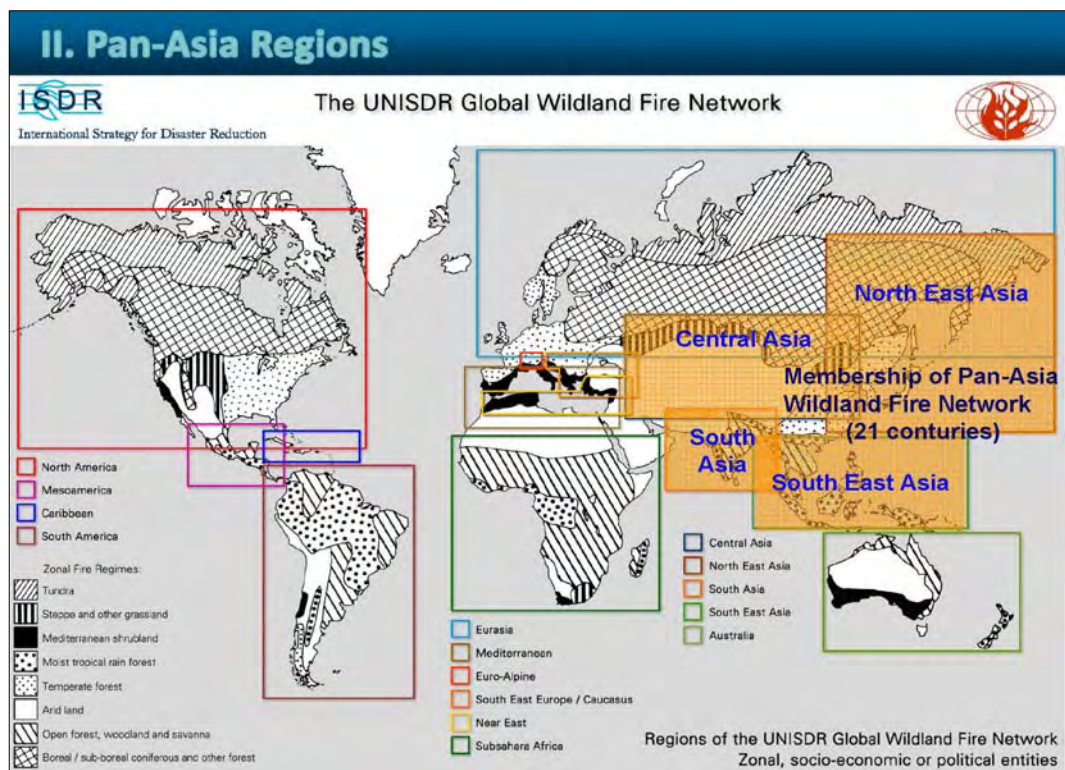 II. Pan-Asia Regions
ISDR
International Strategy for Disaster Reduction
The UNISDR Global Wildland Fire Network
North East Asia
Central Asia
Membership of Pan-Asia
Wildland Fire Network
(21 conturies)
South
Asia
South East Asia
North America
Mesoamerica
Caribbean
South America
Zonal Fire Regimes:
Tundra
Steppe and other grassland
Mediterranean shrubland
Moist tropical rain forest
Temperate forest
Arid land
Open forest, woodland and savanna
Boreal / sub-boreal coniferous and other forest
Eurasia
Mediterranean
Euro-Alpine
South East Europe / Caucasus
Near East
Subsahara Africa
Central Asia
North East Asia
South Asia
South East Asia
Australia
Regions of the UNISDR Global Wildland Fire Network
Zonal, socio-economic or political entities